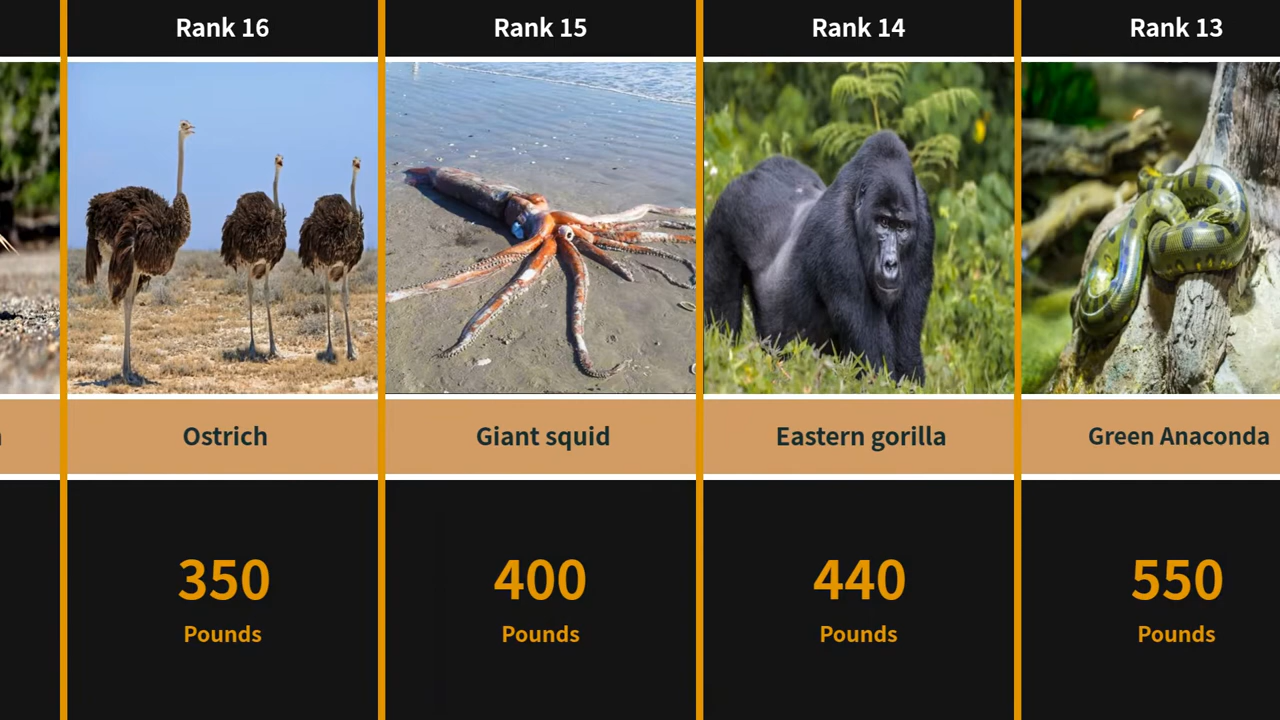 Rank 16
Rank 15
Rank 14
Rank 13
Ostrich
Giant squid
Eastern gorilla
Green Anaconda
350
Pounds
400
Pounds
440
Pounds
550
Pounds